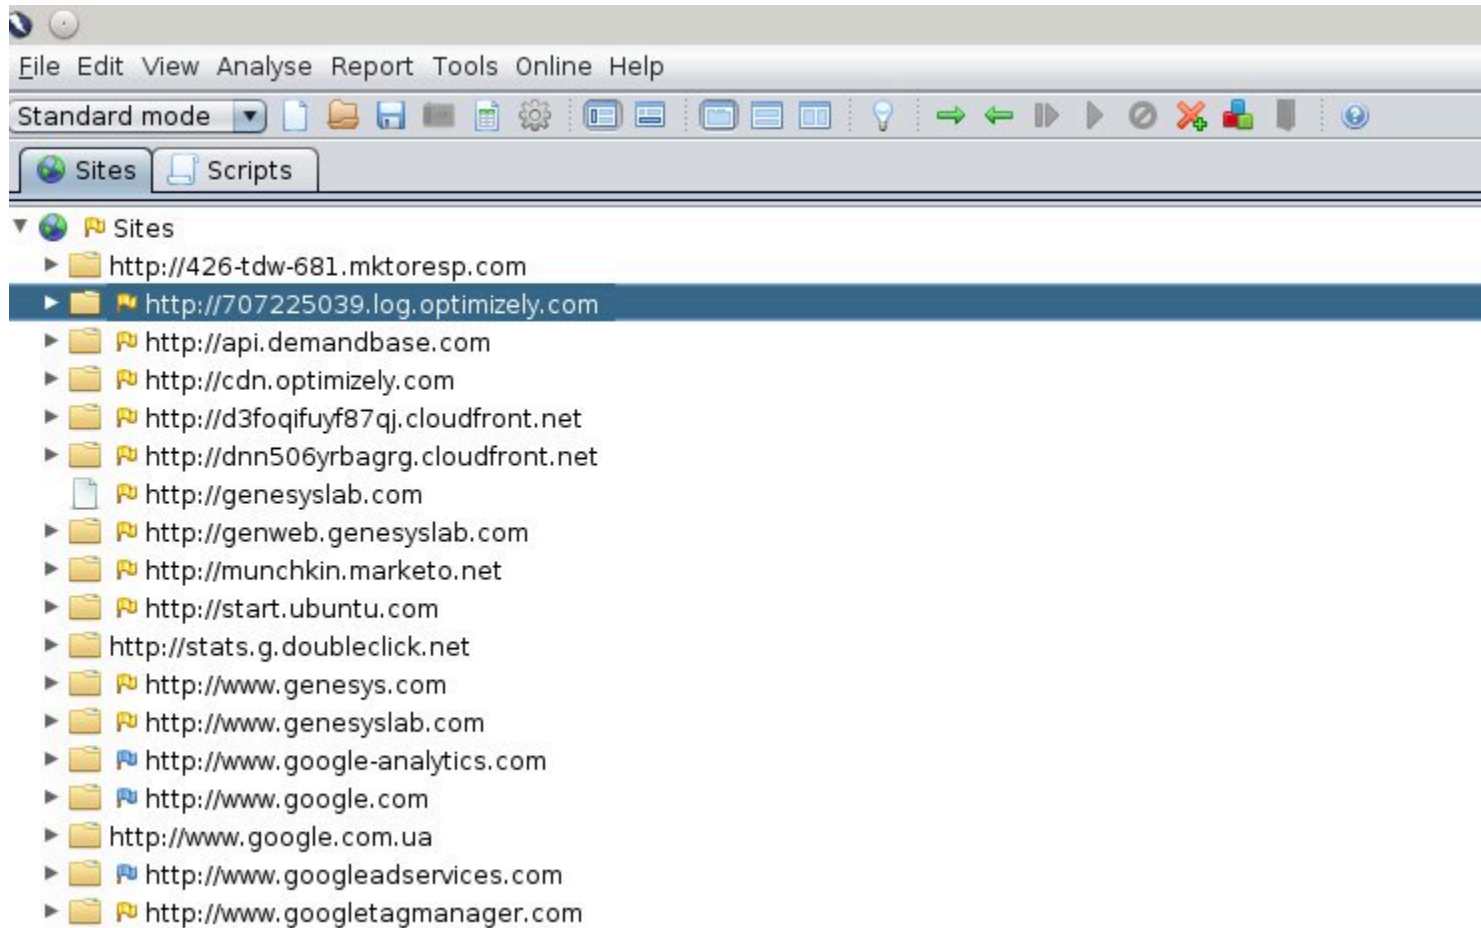 File Edit View Analyse Report Tools Online Help
Standard mode
Sites Scripts
Sites
http://426-tdw-681.mktoresp.com
http://707225039.log.optimizely.com
http://api.demandbase.com
http://cdn.optimizely.com
http://d3foqifuyf87qj.cloudfront.net
http://dnn506yrbagrg.cloudfront.net
http://genesyslab.com
http://genweb.genesyslab.com
http://munchkin.marketo.net
http://start.ubuntu.com
http://stats.g.doubleclick.net
http://www.genesys.com
http://www.genesyslab.com
http://www.google-analytics.com
http://www.google.com
http://www.google.com.ua
http://www.googleadservices.com
http://www.googletagmanager.com